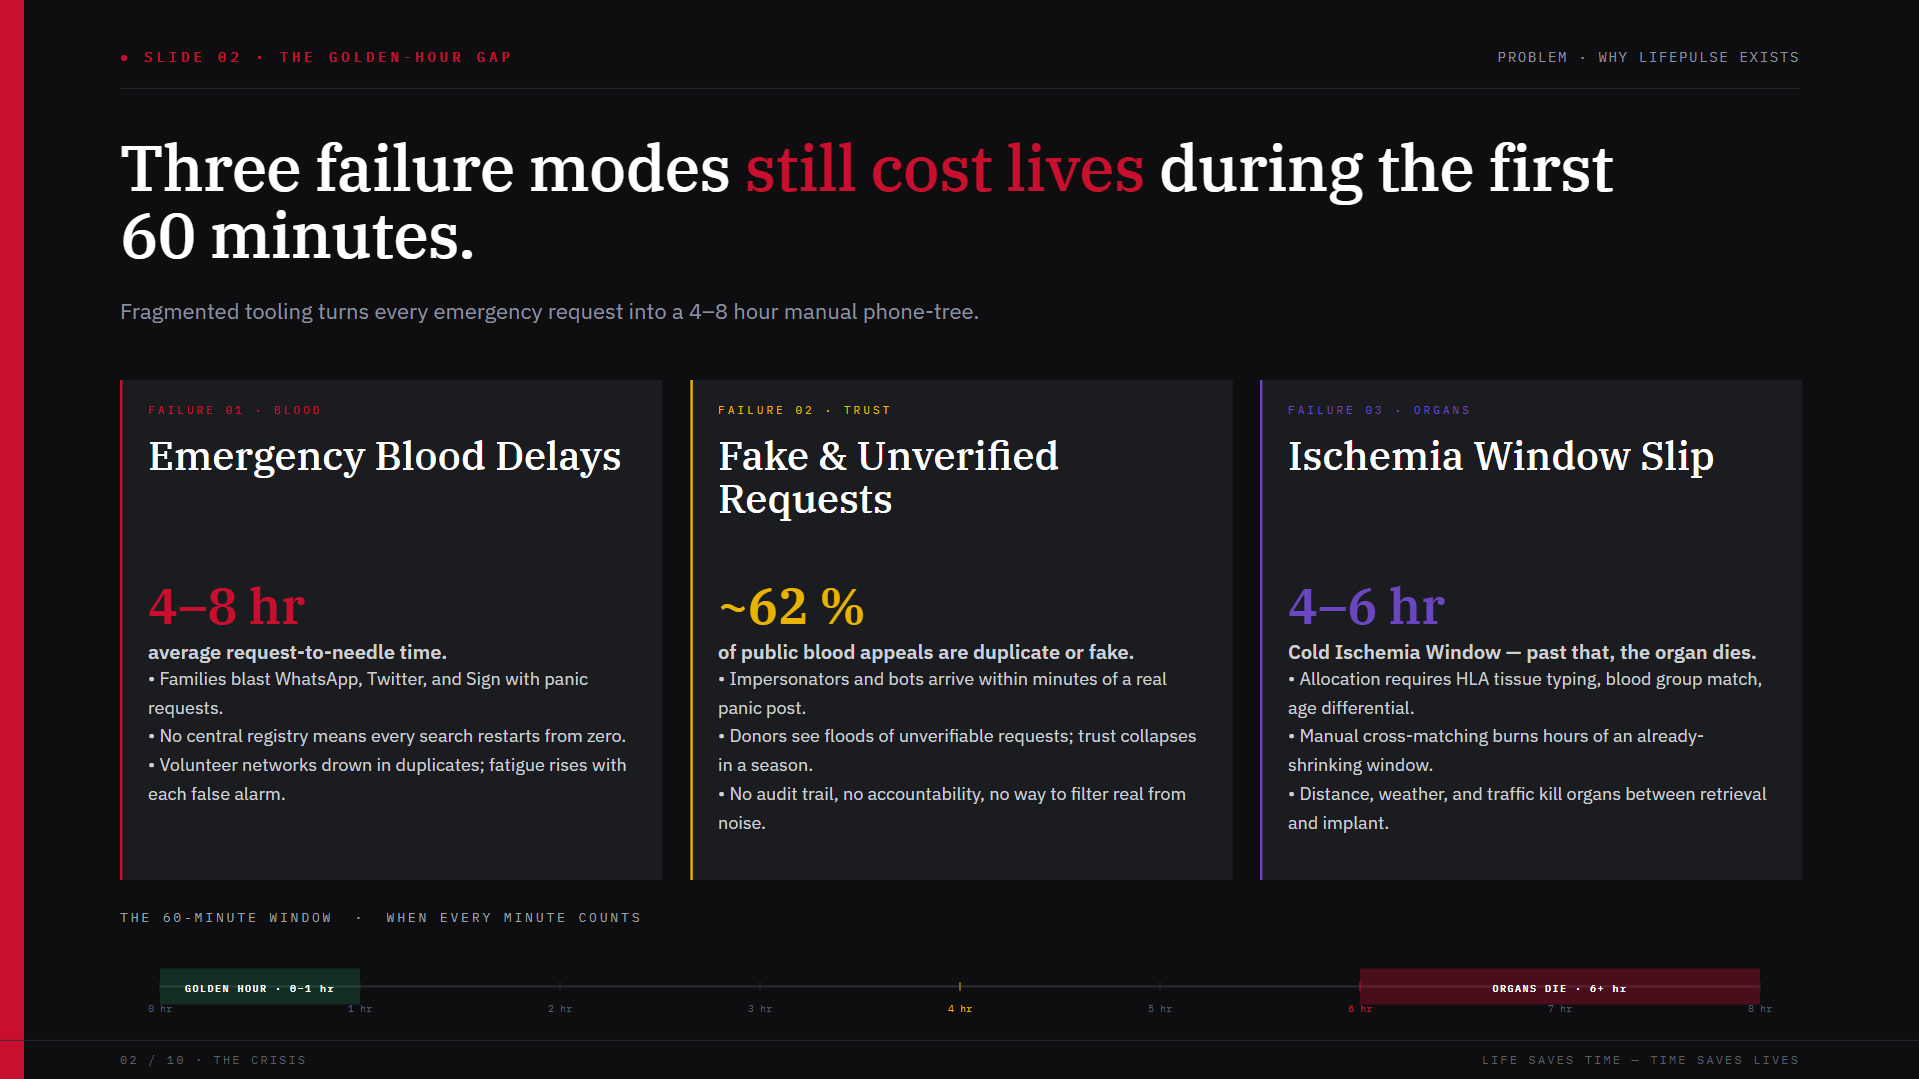 • SLIDE 02 · THE GOLDEN-HOUR GAP
PROBLEM · WHY LIFEPULSE EXISTS
Three failure modes still cost lives during the first
60 minutes.
Fragmented tooling turns every emergency request into a 4–8 hour manual phone-tree.
FAILURE 01 · BLOOD
Emergency Blood Delays
4–8 hr
average request-to-needle time.
• Families blast WhatsApp, Twitter, and Sign with panic
requests.
• No central registry means every search restarts from zero.
• Volunteer networks drown in duplicates; fatigue rises with
each false alarm.
FAILURE 02 · TRUST
Fake & Unverified
Requests
~62 %
of public blood appeals are duplicate or fake.
• Impersonators and bots arrive within minutes of a real
panic post.
• Donors see floods of unverifiable requests; trust collapses
in a season.
• No audit trail, no accountability, no way to filter real from
noise.
FAILURE 03 · ORGANS
Ischemia Window Slip
4–6 hr
Cold Ischemia Window — past that, the organ dies.
• Allocation requires HLA tissue typing, blood group match,
age differential.
• Manual cross-matching burns hours of an already-
shrinking window.
• Distance, weather, and traffic kill organs between retrieval
and implant.
THE 60-MINUTE WINDOW · WHEN EVERY MINUTE COUNTS
GOLDEN HOUR · 0–1 hr
ORGANS DIE · 6+ hr
0 hr
1 hr
2 hr
3 hr
4 hr
5 hr
6 hr
7 hr
8 hr
02 / 10 · THE CRISIS
LIFE SAVES TIME — TIME SAVES LIVES